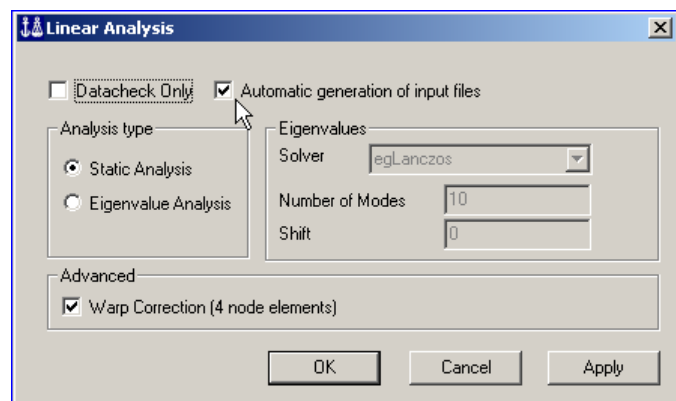 Linear Analysis
Datacheck Only Automatic generation of input files
Analysis type
Static Analysis
Eigenvalue Analysis
Eigenvalues
Solver egLanczos
Number of Modes 10
Shift 0
Advanced
Warp Correction (4 node elements)
OK Cancel Apply